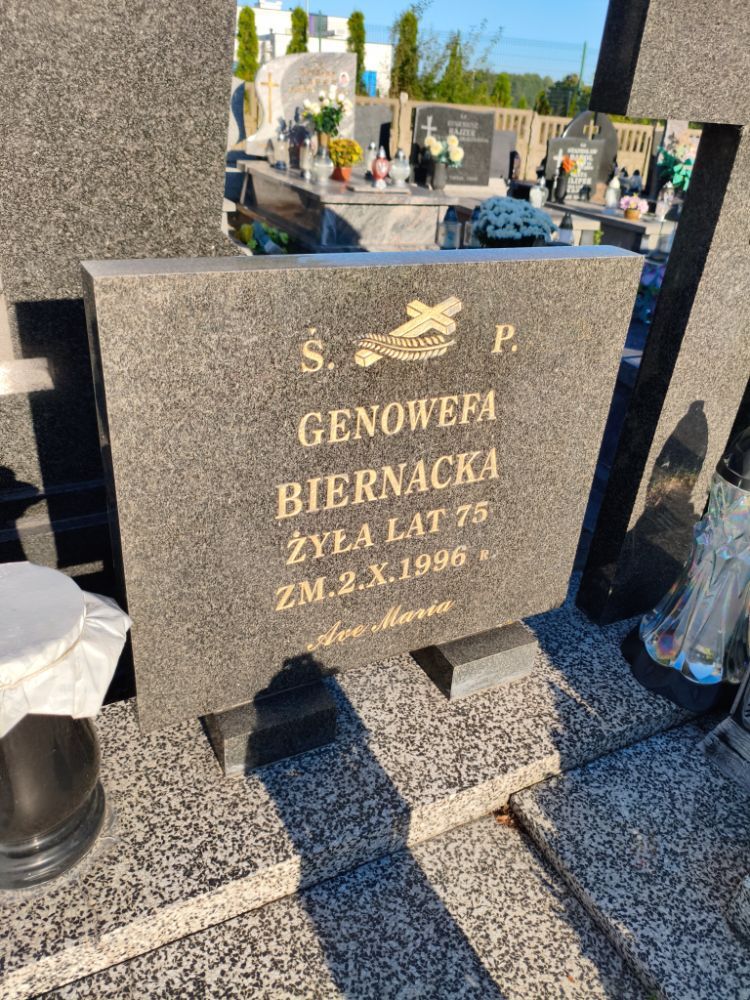 Ś. P.
GENOWEFA
BIERNACKA
ŻYŁA LAT 75
ZM.2.X.1996 R.
Ave Maria